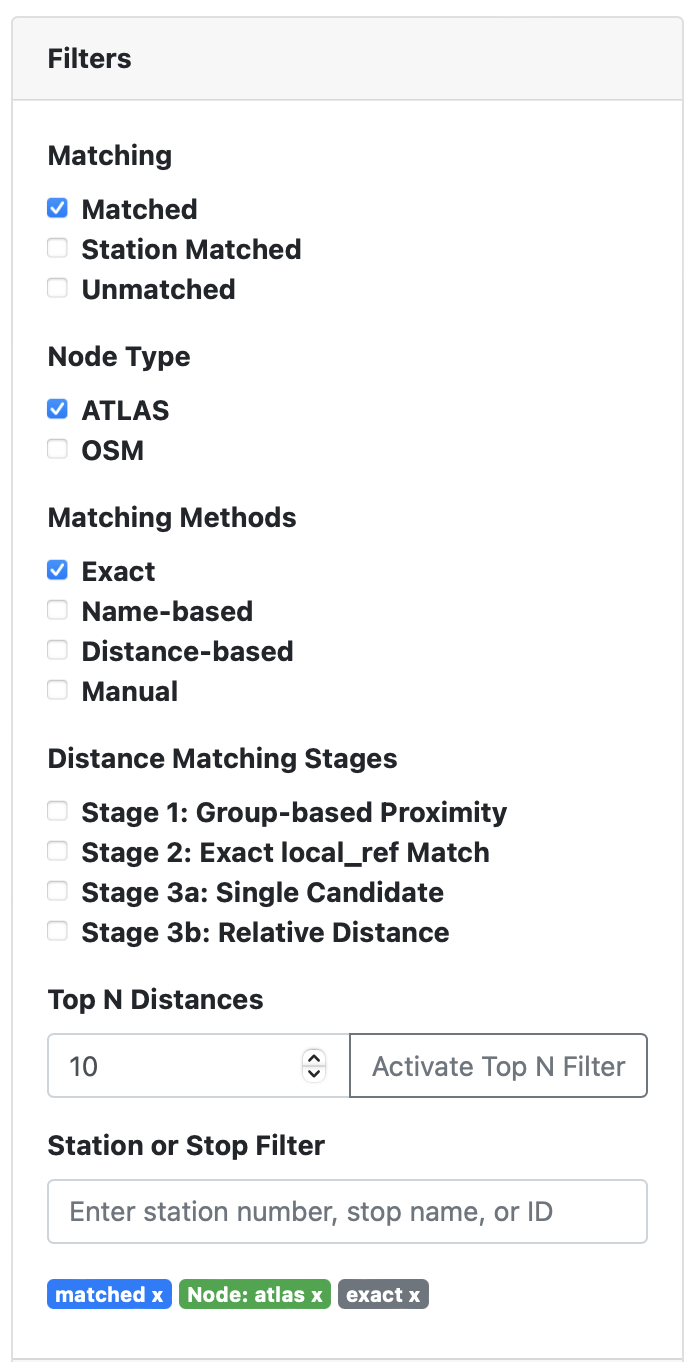 Filters
Matching
Matched
Station Matched
Unmatched
Node Type
ATLAS
OSM
Matching Methods
Exact
Name-based
Distance-based
Manual
Distance Matching Stages
Stage 1: Group-based Proximity
Stage 2: Exact local_ref Match
Stage 3a: Single Candidate
Stage 3b: Relative Distance
Top N Distances
10 Activate Top N Filter
Station or Stop Filter
Enter station number, stop name, or ID
matched x Node: atlas x exact x